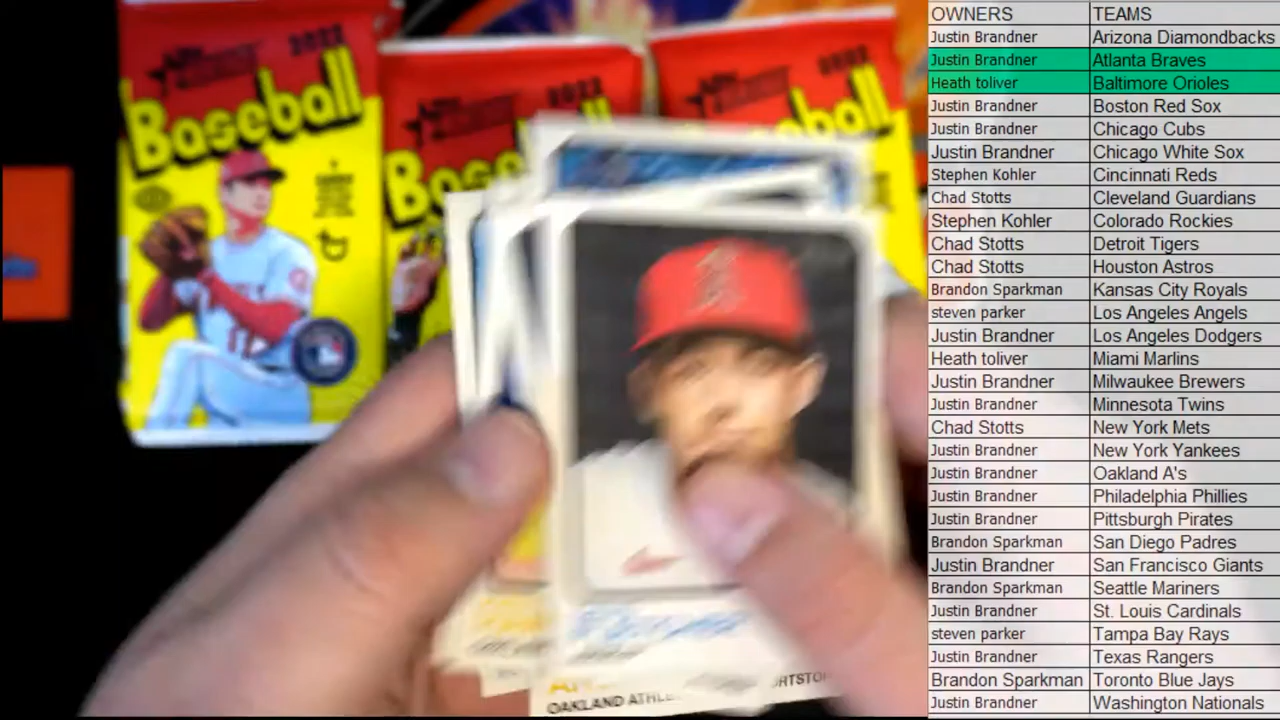 2022
Baseball
2022
Baseball
2022
OAKLAND ATHLE
OWNERS TEAMS
Justin Brandner Arizona Diamondbacks
Justin Brandner Atlanta Braves
Heath toliver Baltimore Orioles
Justin Brandner Boston Red Sox
Justin Brandner Chicago Cubs
Justin Brandner Chicago White Sox
Stephen Kohler Cincinnati Reds
Chad Stotts Cleveland Guardians
Stephen Kohler Colorado Rockies
Chad Stotts Detroit Tigers
Chad Stotts Houston Astros
Brandon Sparkman Kansas City Royals
steven parker Los Angeles Angels
Justin Brandner Los Angeles Dodgers
Heath toliver Miami Marlins
Justin Brandner Milwaukee Brewers
Justin Brandner Minnesota Twins
Chad Stotts New York Mets
Justin Brandner New York Yankees
Justin Brandner Oakland A's
Justin Brandner Philadelphia Phillies
Justin Brandner Pittsburgh Pirates
Brandon Sparkman San Diego Padres
Justin Brandner San Francisco Giants
Brandon Sparkman Seattle Mariners
Justin Brandner St. Louis Cardinals
steven parker Tampa Bay Rays
Justin Brandner Texas Rangers
Brandon Sparkman Toronto Blue Jays
Justin Brandner Washington Nationals